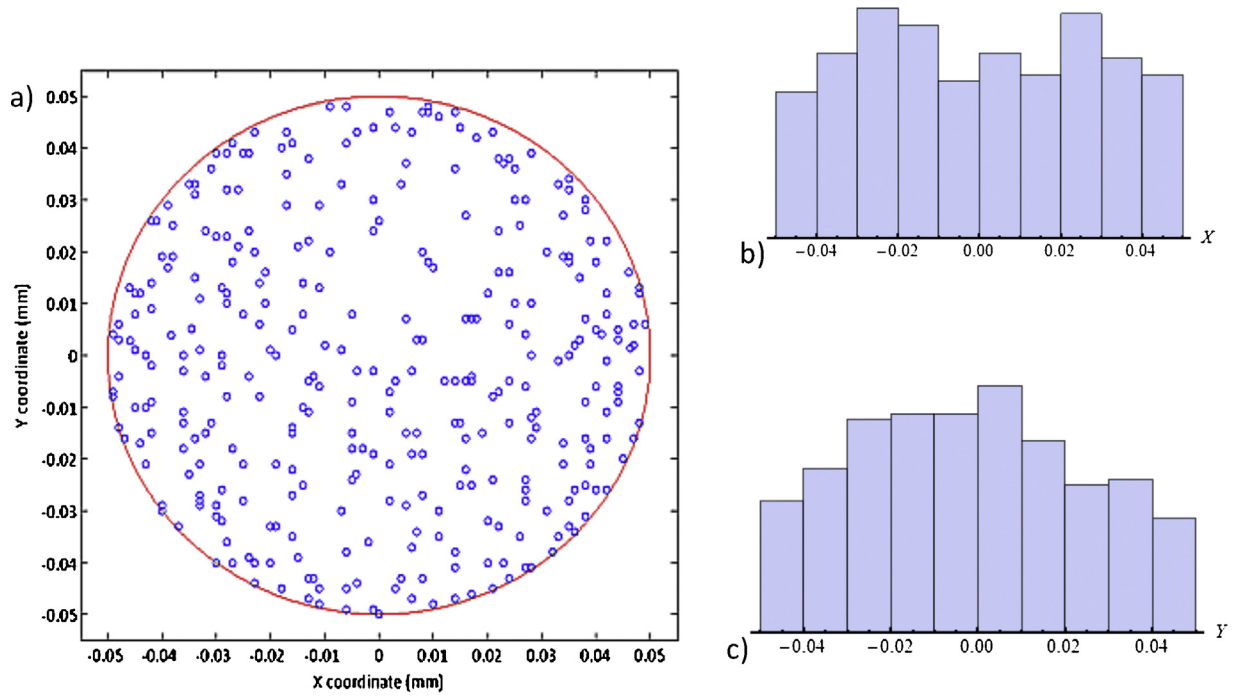 a)
0.05
0.04
0.03
0.02
0.01
0
-0.01
-0.02
-0.03
-0.04
-0.05
Y coordinate (mm)
-0.05 -0.04 -0.03 -0.02 -0.01 0 0.01 0.02 0.03 0.04 0.05
X coordinate (mm)
b)
-0.04 -0.02 0.00 0.02 0.04 X
c)
-0.04 -0.02 0.00 0.02 0.04 Y